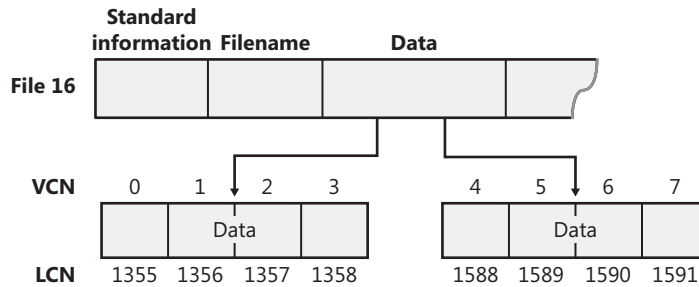 Standard
information Filename Data
File 16
VCN 0 1 2 3 4 5 6 7
Data Data
LCN 1355 1356 1357 1358 1588 1589 1590 1591